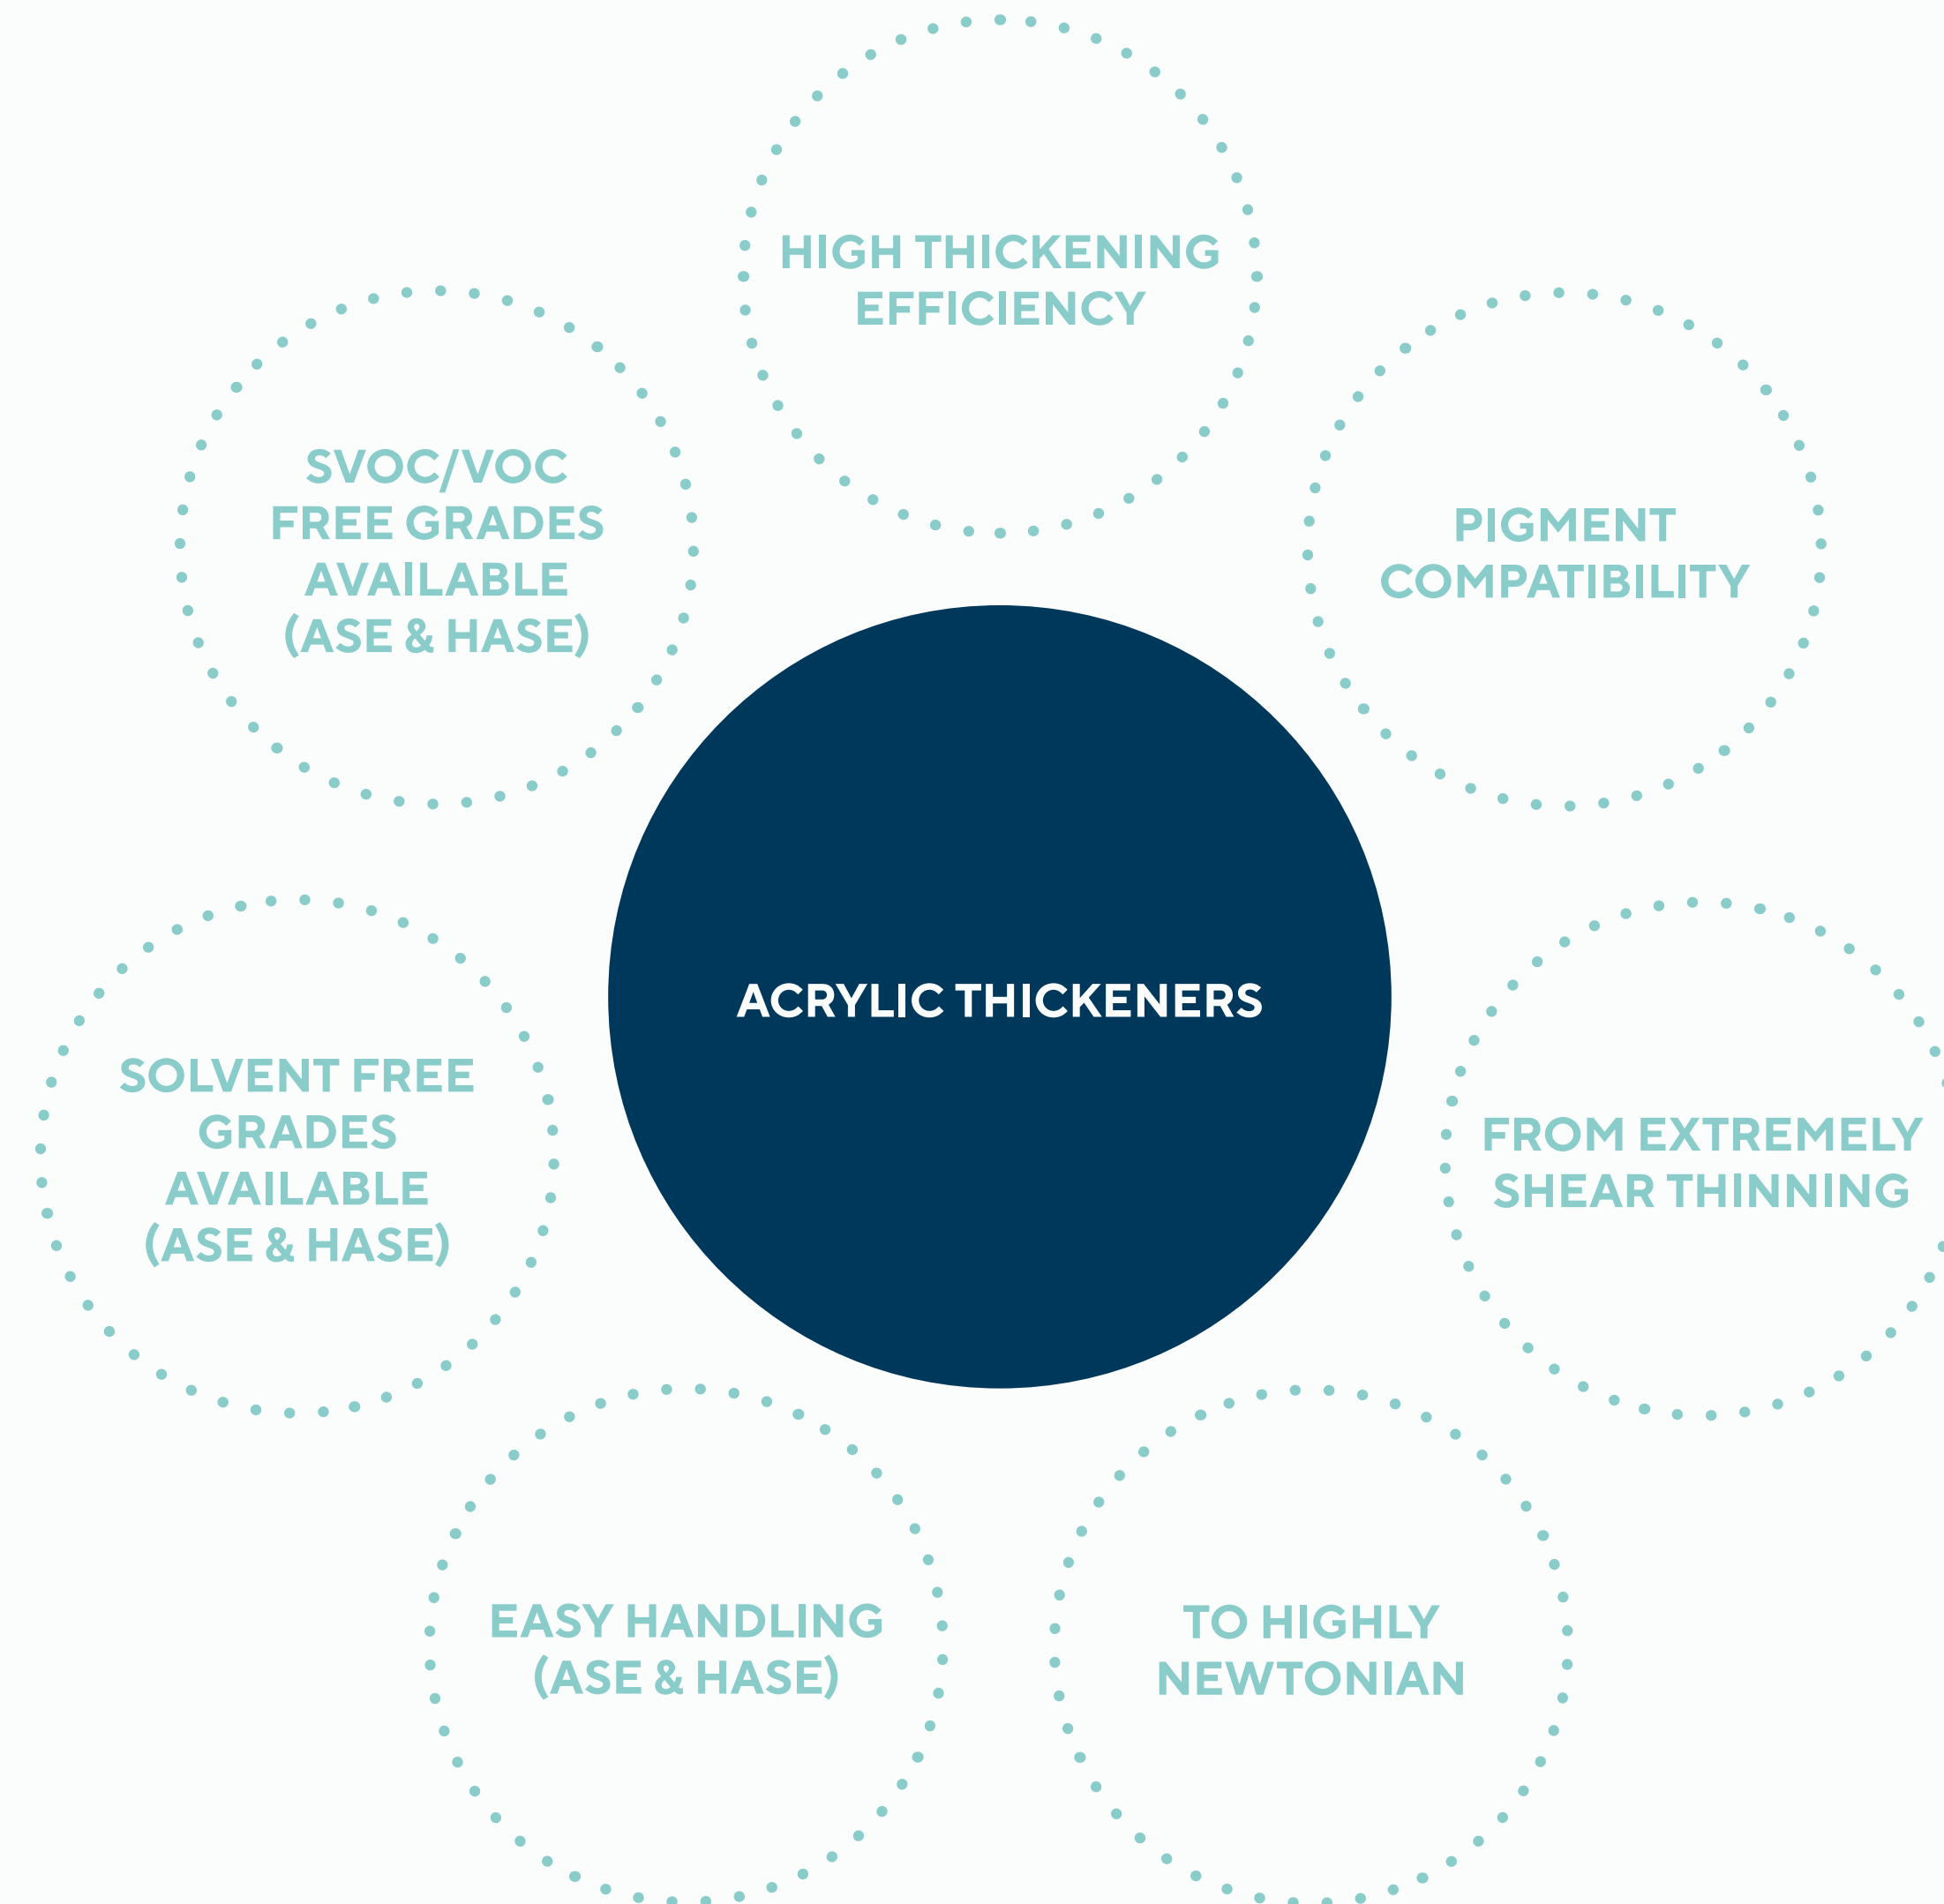 HIGH THICKENING
EFFICIENCY
SVOC/VOC
FREE GRADES
AVAILABLE
(ASE & HASE)
PIGMENT
COMPATIBILITY
ACRYLIC THICKENERS
SOLVENT FREE
GRADES
AVAILABLE
(ASE & HASE)
FROM EXTREMELY
SHEAR THINNING
EASY HANDLING
(ASE & HASE)
TO HIGHLY
NEWTONIAN